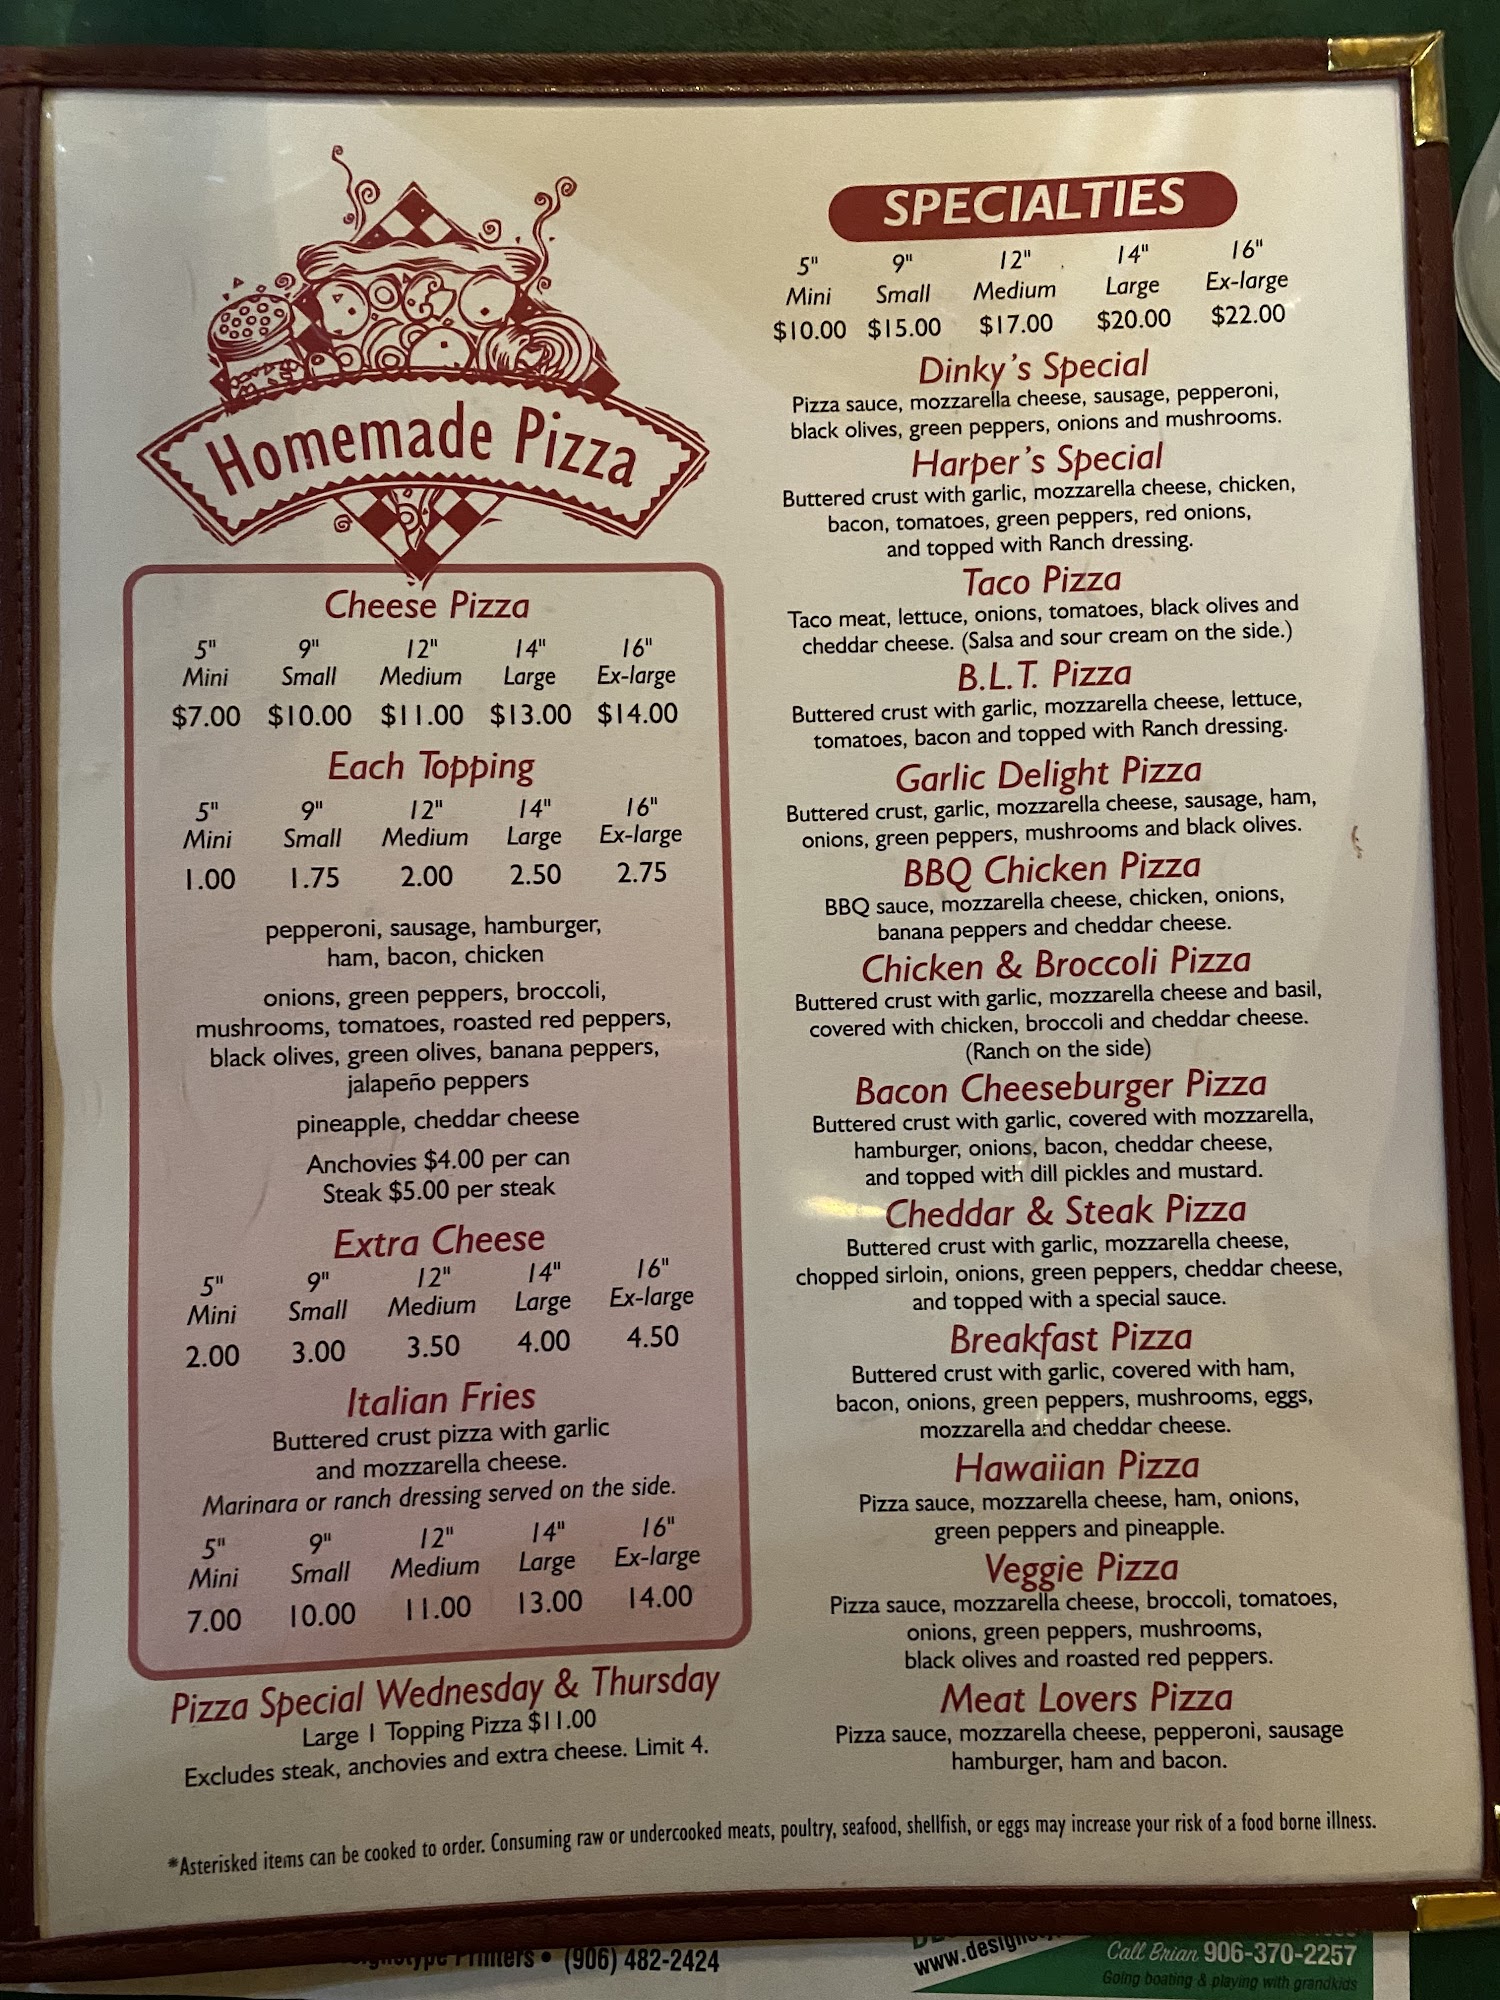 Homemade Pizza
Cheese Pizza
5" 9" 12" 14" 16"
Mini Small Medium Large Ex-large
$7.00 $10.00 $11.00 $13.00 $14.00
Each Topping
5" 9" 12" 14" 16"
Mini Small Medium Large Ex-large
1.00 1.75 2.00 2.50 2.75
pepperoni, sausage, hamburger,
ham, bacon, chicken
onions, green peppers, broccoli,
mushrooms, tomatoes, roasted red peppers,
black olives, green olives, banana peppers,
jalapeño peppers
pineapple, cheddar cheese
Anchovies $4.00 per can
Steak $5.00 per steak
Extra Cheese
5" 9" 12" 14" 16"
Mini Small Medium Large Ex-large
2.00 3.00 3.50 4.00 4.50
Italian Fries
Buttered crust pizza with garlic
and mozzarella cheese.
Marinara or ranch dressing served on the side.
5" 9" 12" 14" 16"
Mini Small Medium Large Ex-large
7.00 10.00 11.00 13.00 14.00
Pizza Special Wednesday & Thursday
Large 1 Topping Pizza $11.00
Excludes steak, anchovies and extra cheese. Limit 4.
SPECIALTIES
5" 9" 12" 14" 16"
Mini Small Medium Large Ex-large
$10.00 $15.00 $17.00 $20.00 $22.00
Dinky's Special
Pizza sauce, mozzarella cheese, sausage, pepperoni,
black olives, green peppers, onions and mushrooms.
Harper's Special
Buttered crust with garlic, mozzarella cheese, chicken,
bacon, tomatoes, green peppers, red onions,
and topped with Ranch dressing.
Taco Pizza
Taco meat, lettuce, onions, tomatoes, black olives and
cheddar cheese. (Salsa and sour cream on the side.)
B.L.T. Pizza
Buttered crust with garlic, mozzarella cheese, lettuce,
tomatoes, bacon and topped with Ranch dressing.
Garlic Delight Pizza
Buttered crust, garlic, mozzarella cheese, sausage, ham,
onions, green peppers, mushrooms and black olives.
BBQ Chicken Pizza
BBQ sauce, mozzarella cheese, chicken, onions,
banana peppers and cheddar cheese.
Chicken & Broccoli Pizza
Buttered crust with garlic, mozzarella cheese and basil,
covered with chicken, broccoli and cheddar cheese.
(Ranch on the side)
Bacon Cheeseburger Pizza
Buttered crust with garlic, covered with mozzarella,
hamburger, onions, bacon, cheddar cheese,
and topped with dill pickles and mustard.
Cheddar & Steak Pizza
Buttered crust with garlic, mozzarella cheese,
chopped sirloin, onions, green peppers, cheddar cheese,
and topped with a special sauce.
Breakfast Pizza
Buttered crust with garlic, covered with ham,
bacon, onions, green peppers, mushrooms, eggs,
mozzarella and cheddar cheese.
Hawaiian Pizza
Pizza sauce, mozzarella cheese, ham, onions,
green peppers and pineapple.
Veggie Pizza
Pizza sauce, mozzarella cheese, broccoli, tomatoes,
onions, green peppers, mushrooms,
black olives and roasted red peppers.
Meat Lovers Pizza
Pizza sauce, mozzarella cheese, pepperoni, sausage
hamburger, ham and bacon.
*Asterisked items can be cooked to order. Consuming raw or undercooked meats, poultry, seafood, shellfish, or eggs may increase your risk of a food borne illness.
Printers • (906) 482-2424
Call Brian 906-370-2257
Going boating & playing with grandkids